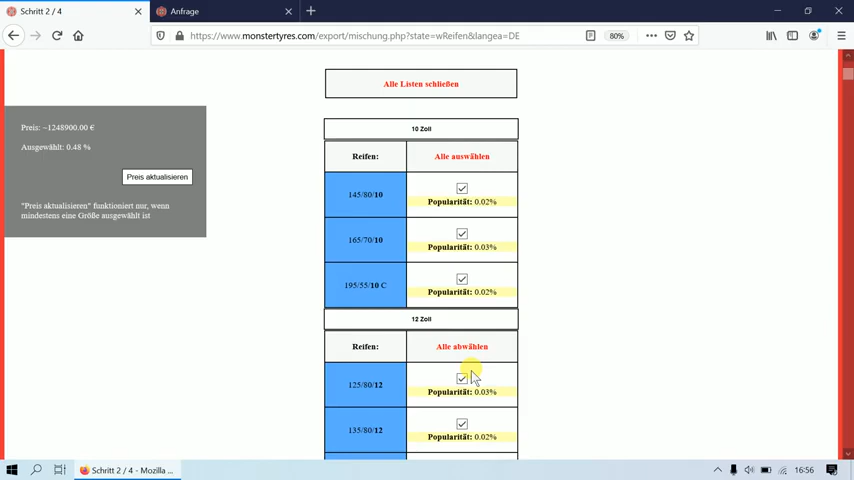 Schritt 2 / 4
Anfrage
https://www.monstertyres.com/export/mischung.php?state=wReifen&langea=DE
80%
Alle Listen schließen
Preis: ~1248900.00 €
Ausgewählt: 0.48 %
Preis aktualisieren
"Preis aktualisieren" funktioniert nur, wenn
mindestens eine Größe ausgewählt ist
10 Zoll
Reifen: Alle auswählen
145/80/10
Popularität: 0.02%
165/70/10
Popularität: 0.03%
195/55/10 C
Popularität: 0.02%
12 Zoll
Reifen: Alle abwählen
125/80/12
Popularität: 0.03%
135/80/12
Popularität: 0.02%
Schritt 2 / 4 - Mozilla ...
16:56